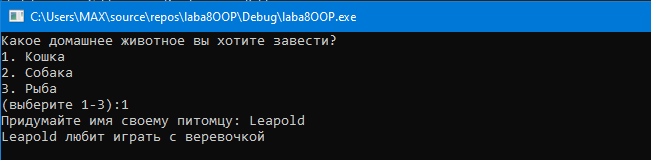 C:\Users\MAX\source\repos\laba8OOP\Debug\laba8OOP.exe
Какое домашнее животное вы хотите завести?
1. Кошка
2. Собака
3. Рыба
(выберите 1-3):1
Придумайте имя своему питомцу: Leapold
Leapold любит играть с веревочкой